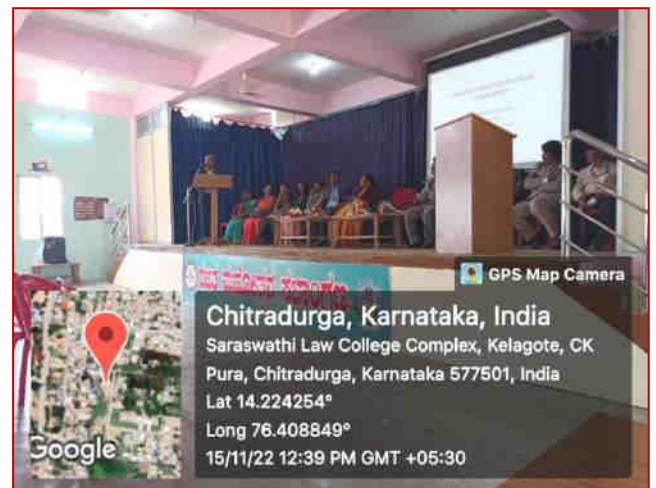 GPS Map Camera
Chitradurga, Karnataka, India
Saraswathi Law College Complex, Kelagote, CK
Pura, Chitradurga, Karnataka 577501, India
Lat 14.224254°
Long 76.408849°
15/11/22 12:39 PM GMT +05:30
Google